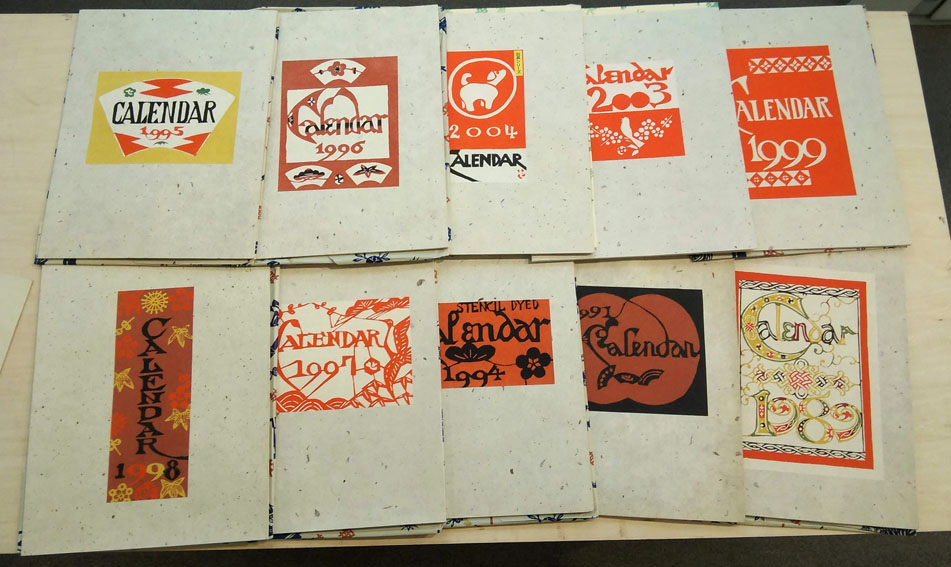 CALENDAR
1995
Calendar
1996
2004
CALENDAR
Calendar
2003
CALENDAR
1999
CALENDAR
1998
CALENDAR
1997
STENCIL DYED
Calendar
1994
1991
Calendar
Calendar
1989